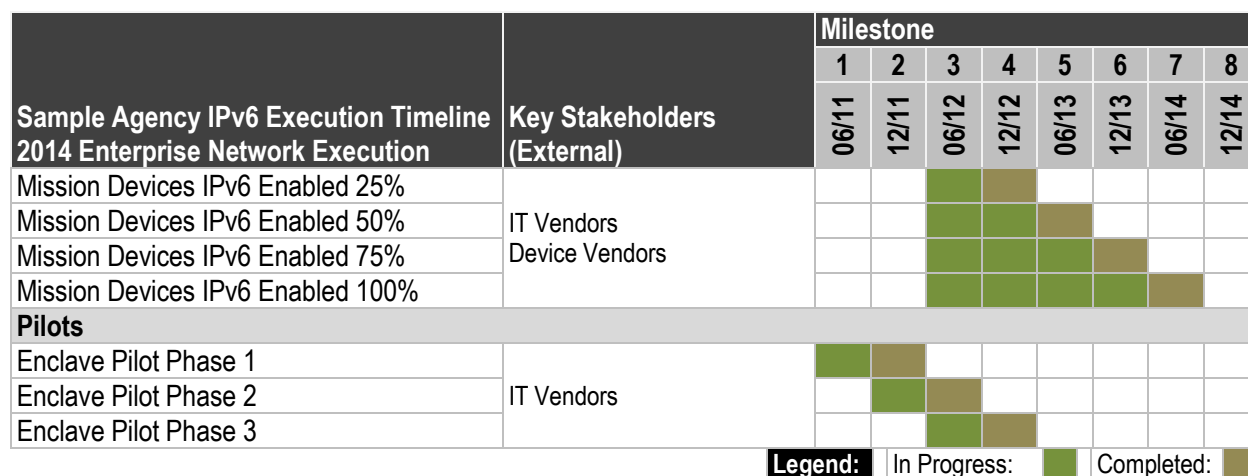 Milestone
1 2 3 4 5 6 7 8
Sample Agency IPv6 Execution Timeline
2014 Enterprise Network Execution
Key Stakeholders
(External)
06/11 12/11 06/12 12/12 06/13 12/13 06/14 12/14
Mission Devices IPv6 Enabled 25%
Mission Devices IPv6 Enabled 50%
Mission Devices IPv6 Enabled 75%
Mission Devices IPv6 Enabled 100%
IT Vendors
Device Vendors
Pilots
Enclave Pilot Phase 1
Enclave Pilot Phase 2
Enclave Pilot Phase 3
IT Vendors
Legend: In Progress: Completed: